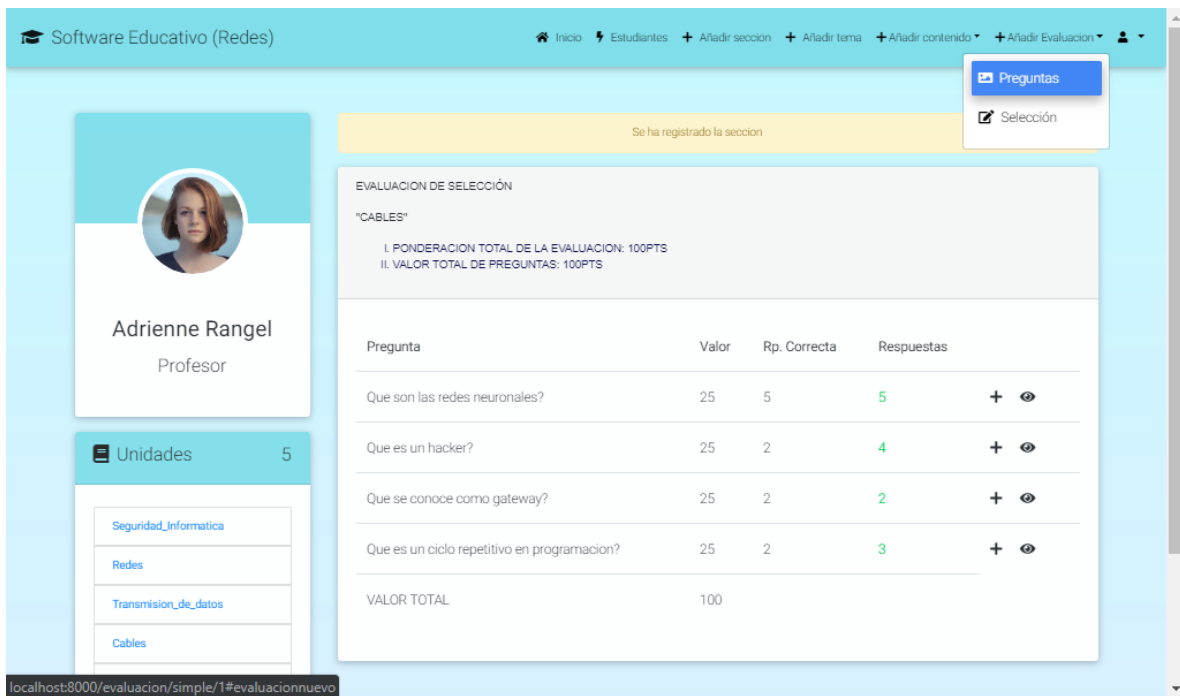 Software Educativo (Redes)
Inicio Estudiantes + Añadir seccion + Añadir tema + Añadir contenido + Añadir Evaluacion
Preguntas
Selección
Se ha registrado la seccion
EVALUACION DE SELECCIÓN
"CABLES"
I. PONDERACION TOTAL DE LA EVALUACION: 100PTS
II. VALOR TOTAL DE PREGUNTAS: 100PTS
Adrienne Rangel
Profesor
Pregunta Valor Rp. Correcta Respuestas
Que son las redes neuronales? 25 5 5
Que es un hacker? 25 2 4
Que se conoce como gateway? 25 2 2
Que es un ciclo repetitivo en programacion? 25 2 3
VALOR TOTAL 100
Unidades 5
Seguridad_Informatica
Redes
Transmision_de_datos
Cables
localhost:8000/evaluacion/simple/1#evaluacionnuevo